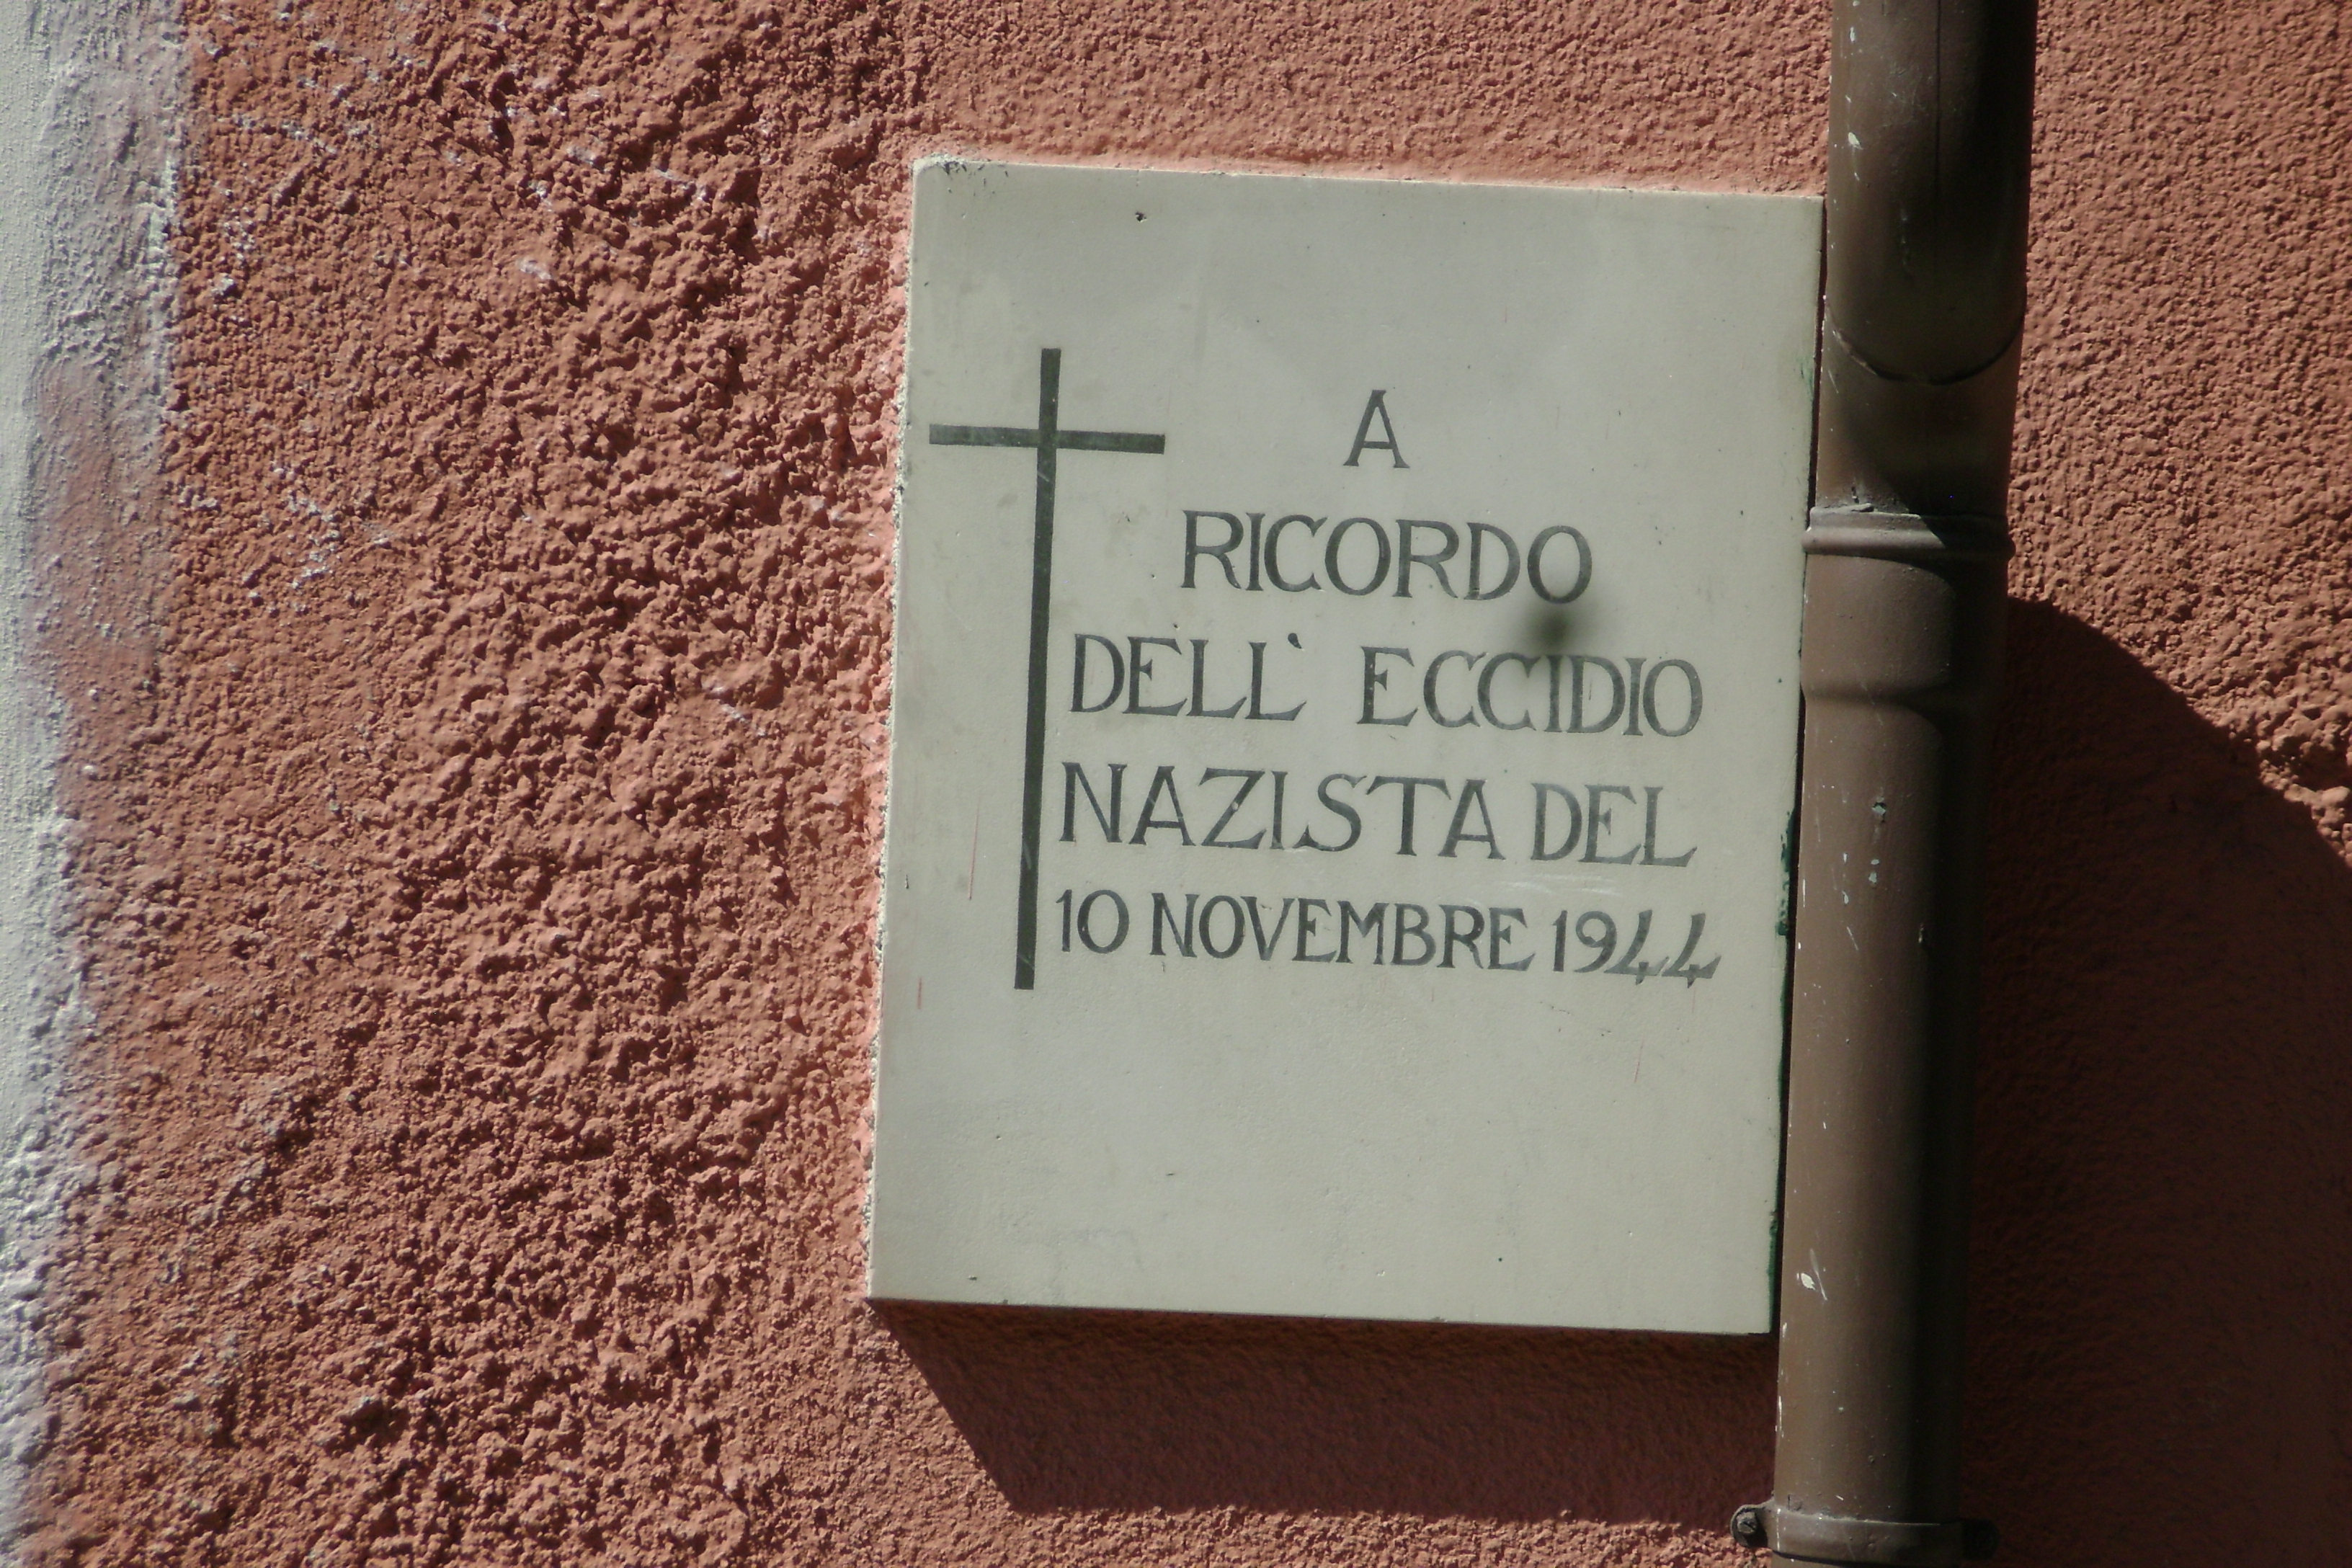 A
RICORDO
DELL' ECCIDIO
NAZISTA DEL
10 NOVEMBRE 1944